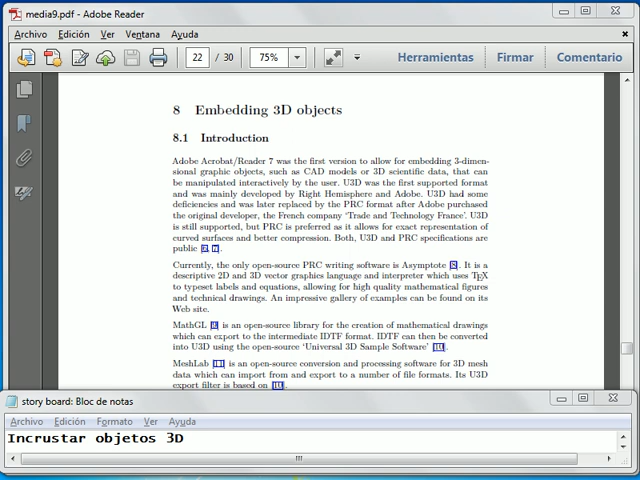 media9.pdf - Adobe Reader
Archivo Edición Ver Ventana Ayuda
22 / 30 75% Herramientas Firmar Comentario
8 Embedding 3D objects
8.1 Introduction
Adobe Acrobat/Reader 7 was the first version to allow for embedding 3-dimen-
sional graphic objects, such as CAD models or 3D scientific data, that can
be manipulated interactively by the user. U3D was the first supported format
and was mainly developed by Right Hemisphere and Adobe. U3D had some
deficiencies and was later replaced by the PRC format after Adobe purchased
the original developer, the French company ‘Trade and Technology France’. U3D
is still supported, but PRC is preferred as it allows for exact representation of
curved surfaces and better compression. Both, U3D and PRC specifications are
public [6, 7].
Currently, the only open-source PRC writing software is Asymptote [8]. It is a
descriptive 2D and 3D vector graphics language and interpreter which uses TEX
to typeset labels and equations, allowing for high quality mathematical figures
and technical drawings. An impressive gallery of examples can be found on its
Web site.
MathGL [9] is an open-source library for the creation of mathematical drawings
which can export to the intermediate IDTF format. IDTF can then be converted
into U3D using the open-source ‘Universal 3D Sample Software’ [10].
MeshLab [11] is an open-source conversion and processing software for 3D mesh
data which can import from and export to a number of file formats. Its U3D
export filter is based on [10].
story board: Bloc de notas
Archivo Edición Formato Ver Ayuda
Incrustar objetos 3D